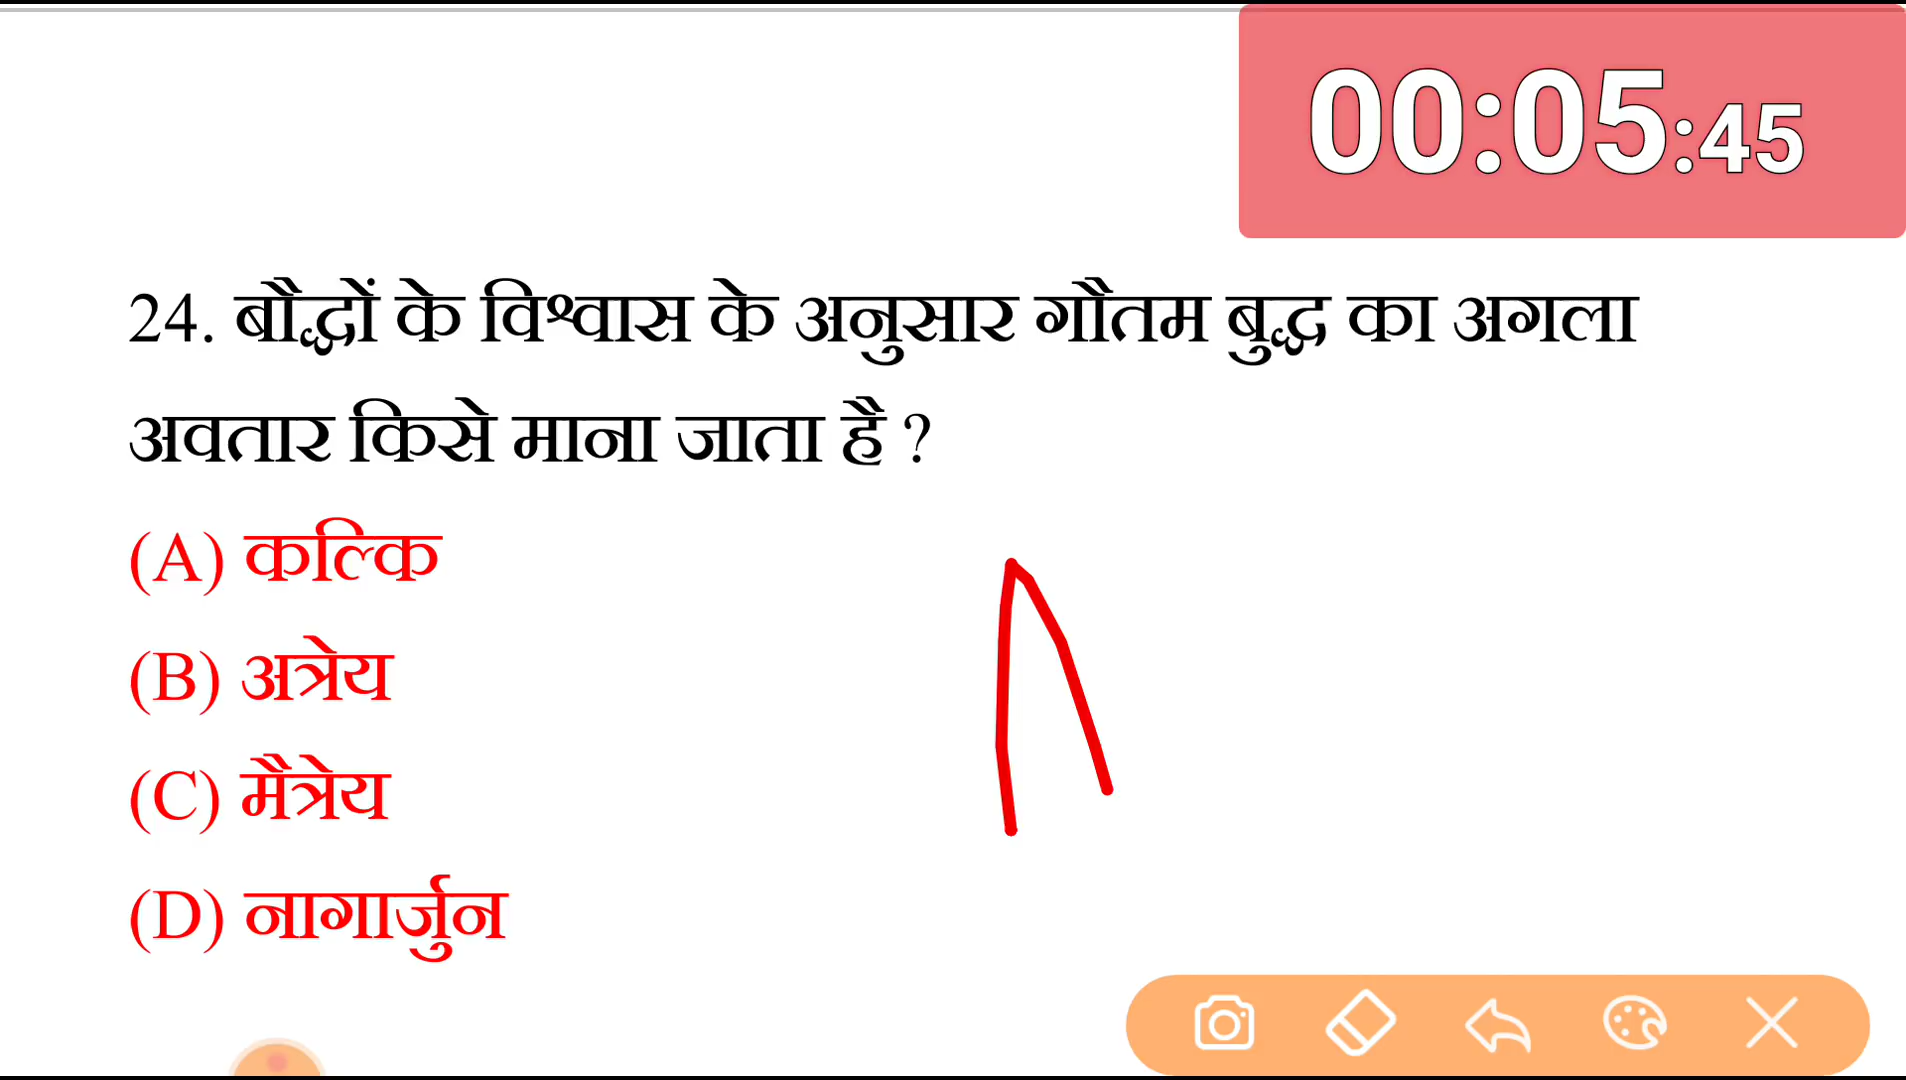 00:05:45
24. बौद्धों के विश्वास के अनुसार गौतम बुद्ध का अगला
अवतार किसे माना जाता है ?
(A) कल्कि
(B) अत्रेय
(C) मैत्रेय
(D) नागार्जुन